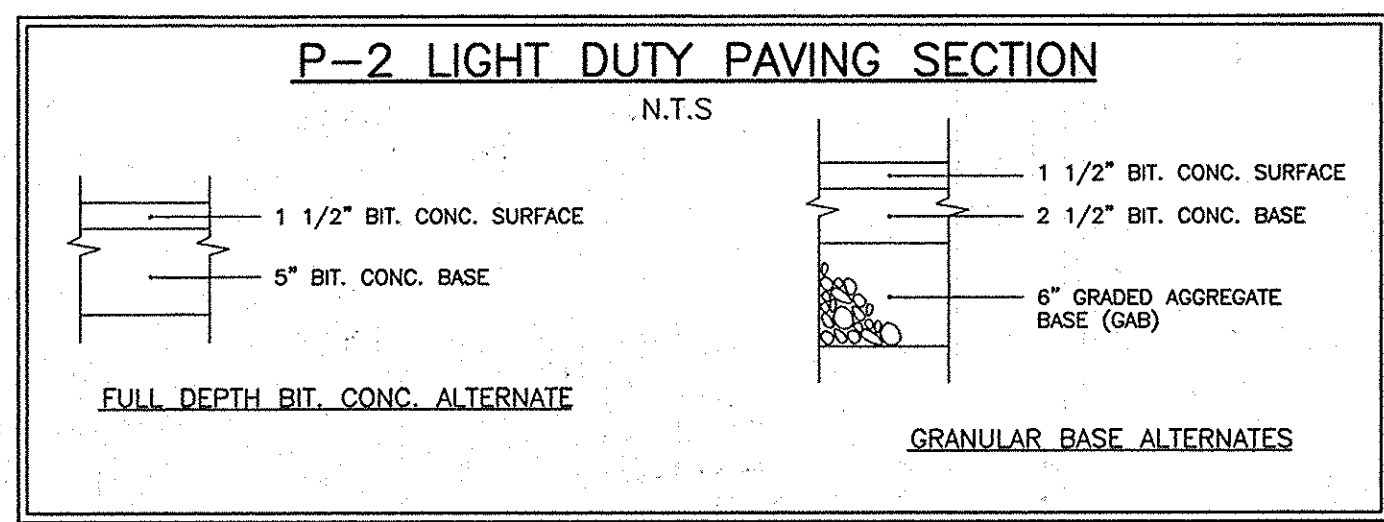 P-2 LIGHT DUTY PAVING SECTION
N.T.S
1 1/2" BIT. CONC. SURFACE
5" BIT. CONC. BASE
FULL DEPTH BIT. CONC. ALTERNATE
1 1/2" BIT. CONC. SURFACE
2 1/2" BIT. CONC. BASE
6" GRADED AGGREGATE
BASE (GAB)
GRANULAR BASE ALTERNATES